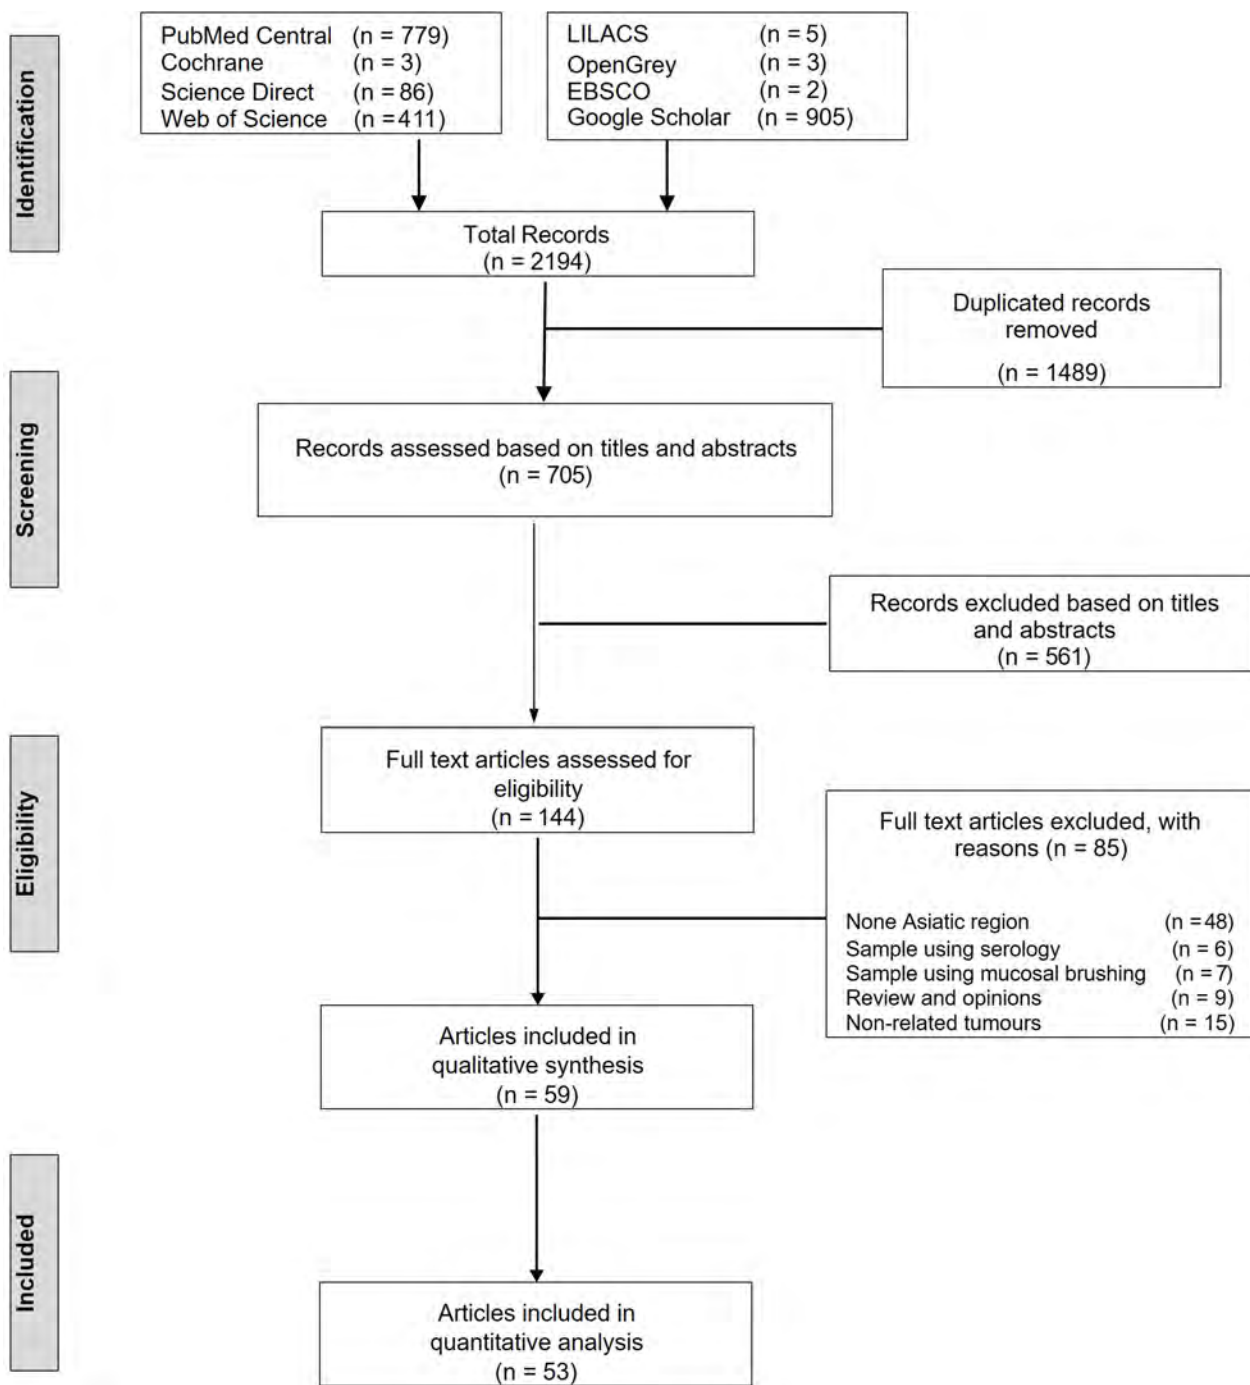 Identification
PubMed Central (n = 779)
Cochrane (n = 3)
Science Direct (n = 86)
Web of Science (n =411)
LILACS (n = 5)
OpenGrey (n = 3)
EBSCO (n = 2)
Google Scholar (n = 905)
Total Records
(n = 2194)
Duplicated records
removed
(n = 1489)
Screening
Records assessed based on titles and abstracts
(n = 705)
Records excluded based on titles
and abstracts
(n = 561)
Eligibility
Full text articles assessed for
eligibility
(n = 144)
Full text articles excluded, with
reasons (n = 85)
None Asiatic region (n =48)
Sample using serology (n = 6)
Sample using mucosal brushing (n =7)
Review and opinions (n = 9)
Non-related tumours (n = 15)
Articles included in
qualitative synthesis
(n = 59)
Included
Articles included in
quantitative analysis
(n = 53)